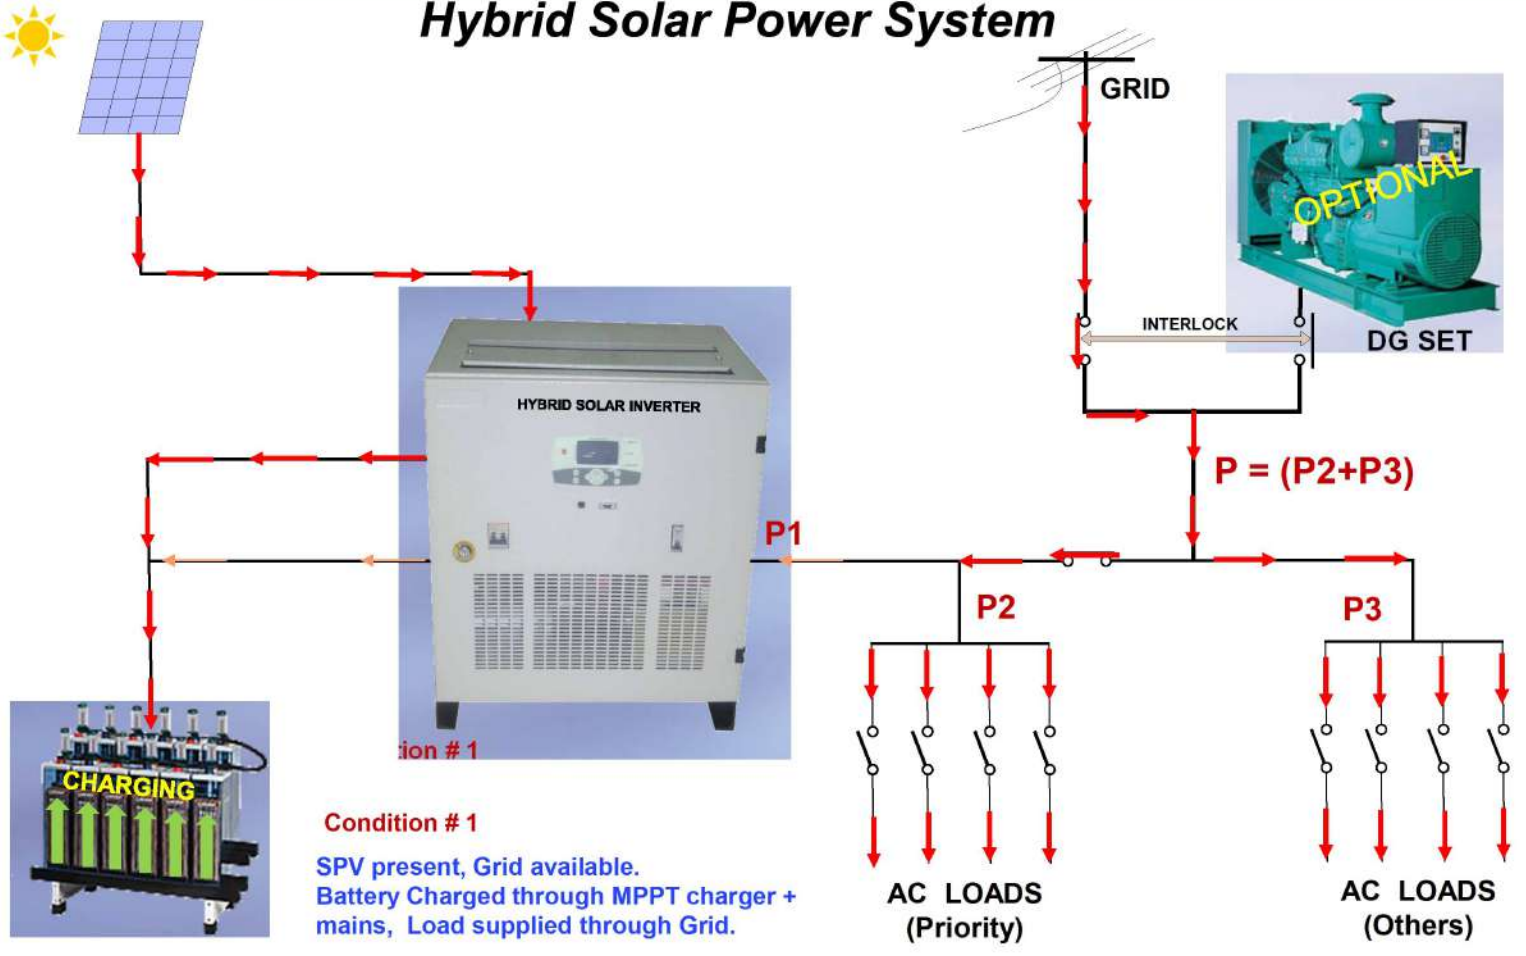 Hybrid Solar Power System
GRID
OPTIONAL
INTERLOCK
DG SET
HYBRID SOLAR INVERTER
P = (P2+P3)
P1
P2
P3
tion # 1
CHARGING
Condition # 1
SPV present, Grid available.
Battery Charged through MPPT charger +
mains, Load supplied through Grid.
AC LOADS
(Priority)
AC LOADS
(Others)